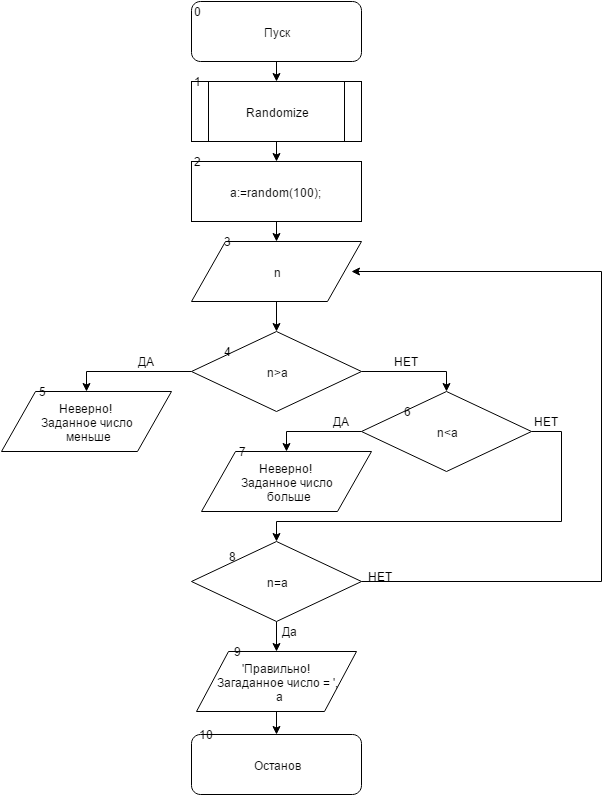 0
Пуск
1
Randomize
2
a:=random(100);
3
n
4
n>a
ДА
НЕТ
5
Неверно!
Заданное число
меньше
6
n<a
ДА
НЕТ
7
Неверно!
Заданное число
больше
8
n=a
НЕТ
Да
9
'Правильно!
Загаданное число = ',
a
10
Останов